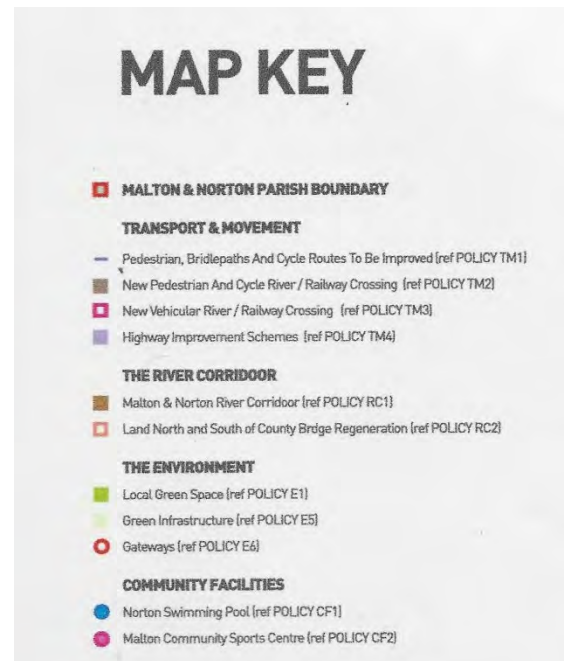 MAP KEY
MALTON & NORTON PARISH BOUNDARY
TRANSPORT & MOVEMENT
Pedestrian, Bridlepaths And Cycle Routes To Be Improved (ref POLICY TM1)
New Pedestrian And Cycle River / Railway Crossing (ref POLICY TM2)
New Vehicular River / Railway Crossing (ref POLICY TM3)
Highway Improvement Schemes (ref POLICY TM4)
THE RIVER CORRIDOOR
Malton & Norton River Corridor (ref POLICY RC1)
Land North and South of County Brdge Regeneration (ref POLICY RC2)
THE ENVIRONMENT
Local Green Space (ref POLICY E1)
Green Infrastructure (ref POLICY E5)
Gateways (ref POLICY E6)
COMMUNITY FACILITIES
Norton Swimming Pool (ref POLICY CF1)
Malton Community Sports Centre (ref POLICY CF2)